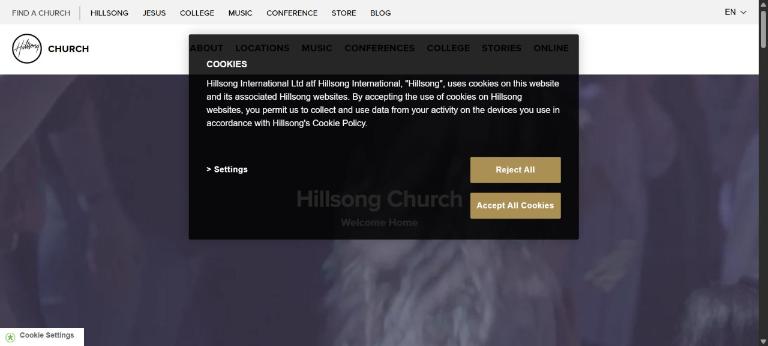 FIND A CHURCH HILLSONG JESUS COLLEGE MUSIC CONFERENCE STORE BLOG EN
Hillsong CHURCH
ABOUT LOCATIONS MUSIC CONFERENCES COLLEGE STORIES ONLINE
COOKIES
Hillsong International Ltd atf Hillsong International, "Hillsong", uses cookies on this website
and its associated Hillsong websites. By accepting the use of cookies on Hillsong
websites, you permit us to collect and use data from your activity on the devices you use in
accordance with Hillsong's Cookie Policy.
> Settings Reject All
Hillsong Church
Accept All Cookies
Welcome Home
Cookie Settings